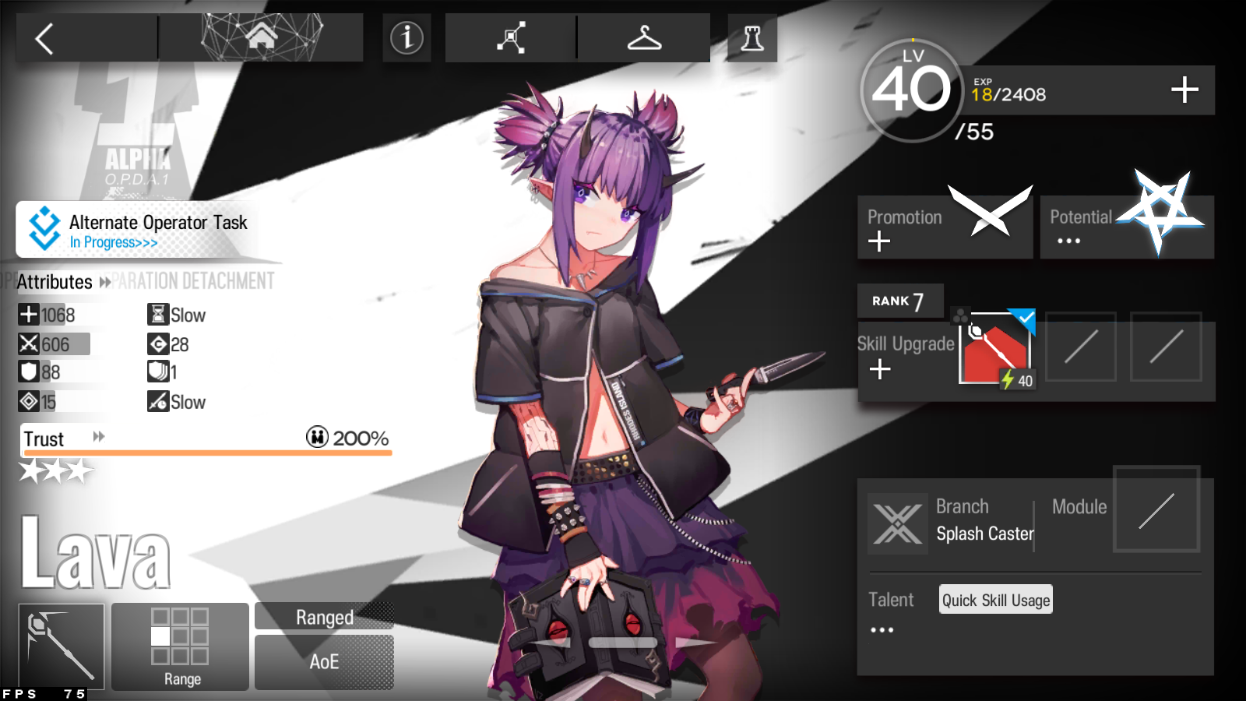 LV
40
EXP
18/2408
/55
ALPHA
O.P.D.A.1
Alternate Operator Task
In Progress>>>
PARATION DETACHMENT
Attributes
1068
Slow
606
28
88
1
15
Slow
Trust
200%
Lava
Range
Ranged
AoE
FPS 75
Promotion
Potential
RANK 7
Skill Upgrade
40
RHODES ISLAND
Branch
Splash Caster
Module
Talent
Quick Skill Usage